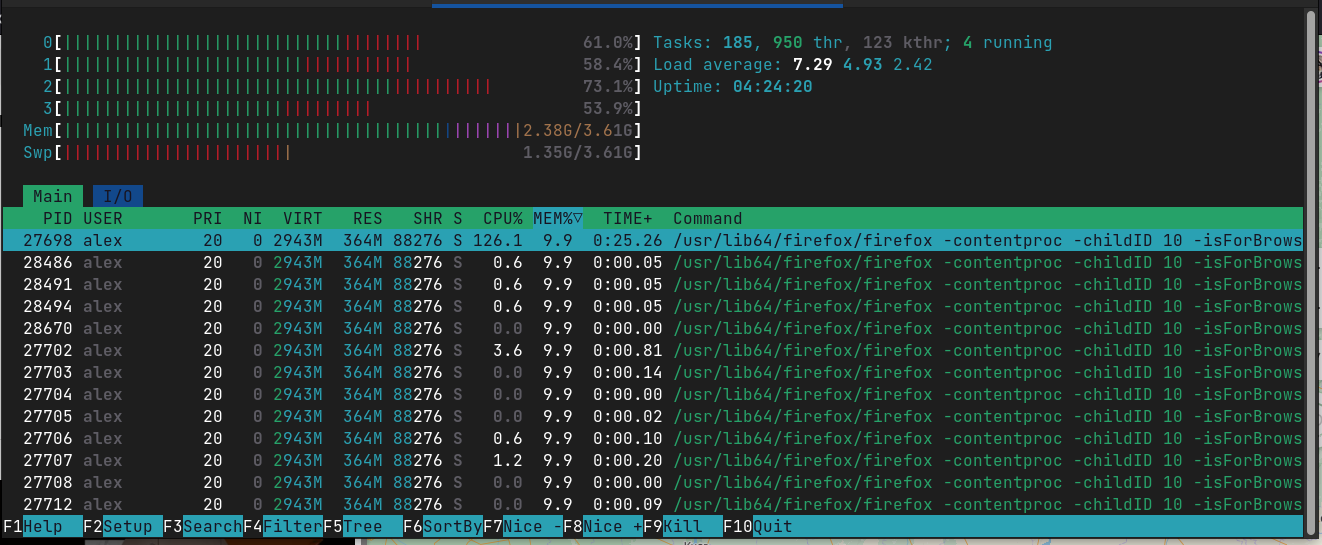 0[||||||||||||||||||||||||||||||||||||                61.0%] Tasks: 185, 950 thr, 123 kthr; 4 running
1[|||||||||||||||||||||||||||||||||||                 58.4%] Load average: 7.29 4.93 2.42
2[|||||||||||||||||||||||||||||||||||||||||||         73.1%] Uptime: 04:24:20
3[|||||||||||||||||||||||||||||||                     53.9%]
Mem[||||||||||||||||||||||||||||||||||||||||||||||2.38G/3.61G]
Swp[|||||||||||||||||||||||                       1.35G/3.61G]
Main I/O
PID USER PRI NI VIRT RES SHR S CPU% MEM%▽ TIME+ Command
27698 alex 20 0 2943M 364M 88276 S 126.1 9.9 0:25.26 /usr/lib64/firefox/firefox -contentproc -childID 10 -isForBrows
28486 alex 20 0 2943M 364M 88276 S 0.6 9.9 0:00.05 /usr/lib64/firefox/firefox -contentproc -childID 10 -isForBrows
28491 alex 20 0 2943M 364M 88276 S 0.6 9.9 0:00.05 /usr/lib64/firefox/firefox -contentproc -childID 10 -isForBrows
28494 alex 20 0 2943M 364M 88276 S 0.6 9.9 0:00.05 /usr/lib64/firefox/firefox -contentproc -childID 10 -isForBrows
28670 alex 20 0 2943M 364M 88276 S 0.0 9.9 0:00.00 /usr/lib64/firefox/firefox -contentproc -childID 10 -isForBrows
27702 alex 20 0 2943M 364M 88276 S 3.6 9.9 0:00.81 /usr/lib64/firefox/firefox -contentproc -childID 10 -isForBrows
27703 alex 20 0 2943M 364M 88276 S 0.0 9.9 0:00.14 /usr/lib64/firefox/firefox -contentproc -childID 10 -isForBrows
27704 alex 20 0 2943M 364M 88276 S 0.0 9.9 0:00.00 /usr/lib64/firefox/firefox -contentproc -childID 10 -isForBrows
27705 alex 20 0 2943M 364M 88276 S 0.0 9.9 0:00.02 /usr/lib64/firefox/firefox -contentproc -childID 10 -isForBrows
27706 alex 20 0 2943M 364M 88276 S 0.6 9.9 0:00.10 /usr/lib64/firefox/firefox -contentproc -childID 10 -isForBrows
27707 alex 20 0 2943M 364M 88276 S 1.2 9.9 0:00.20 /usr/lib64/firefox/firefox -contentproc -childID 10 -isForBrows
27708 alex 20 0 2943M 364M 88276 S 0.0 9.9 0:00.00 /usr/lib64/firefox/firefox -contentproc -childID 10 -isForBrows
27712 alex 20 0 2943M 364M 88276 S 0.0 9.9 0:00.09 /usr/lib64/firefox/firefox -contentproc -childID 10 -isForBrows
F1Help F2Setup F3SearchF4FilterF5Tree F6SortByF7Nice -F8Nice +F9Kill F10Quit